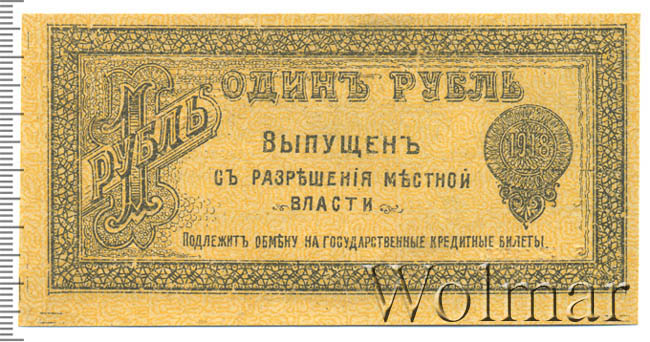 ОДИНЪ РУБЛЬ
1
РУБЛЬ
ВЫПУЩЕНЪ
СЪ РАЗРѢШЕНІЯ МѢСТНОЙ
ВЛАСТИ
1918
ПОДЛЕЖИТЪ ОБМѢНУ НА ГОСУДАРСТВЕННЫЕ КРЕДИТНЫЕ БИЛЕТЫ.
Wolmar